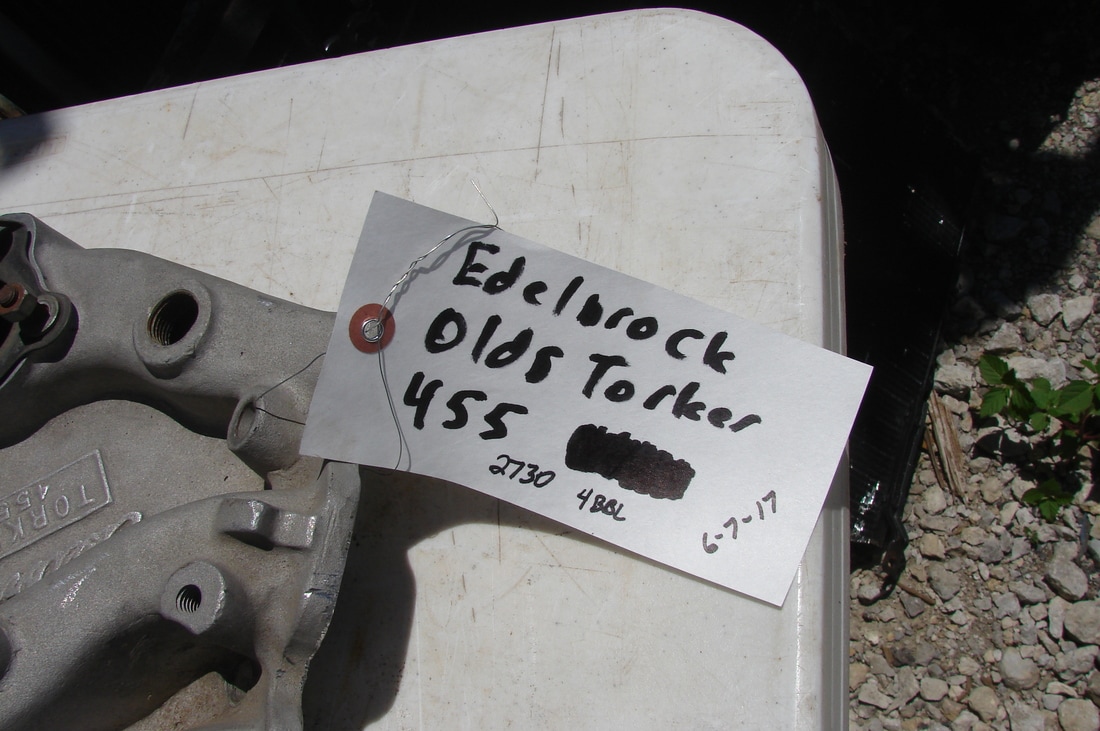 Edelbrock
Olds Torker
455
2730
4BBL
6-7-17
TORK
455